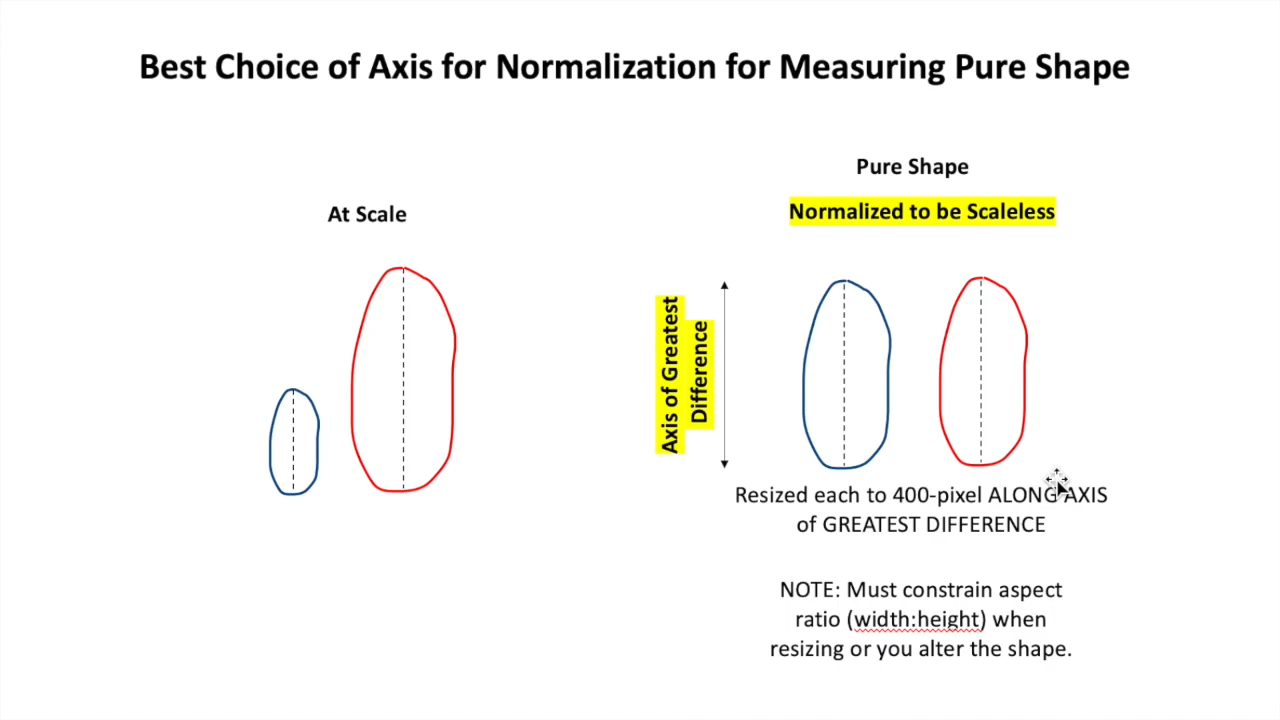 Best Choice of Axis for Normalization for Measuring Pure Shape
At Scale
Pure Shape
Normalized to be Scaleless
Axis of Greatest
Difference
Resized each to 400-pixel ALONG AXIS
of GREATEST DIFFERENCE
NOTE: Must constrain aspect
ratio (width:height) when
resizing or you alter the shape.